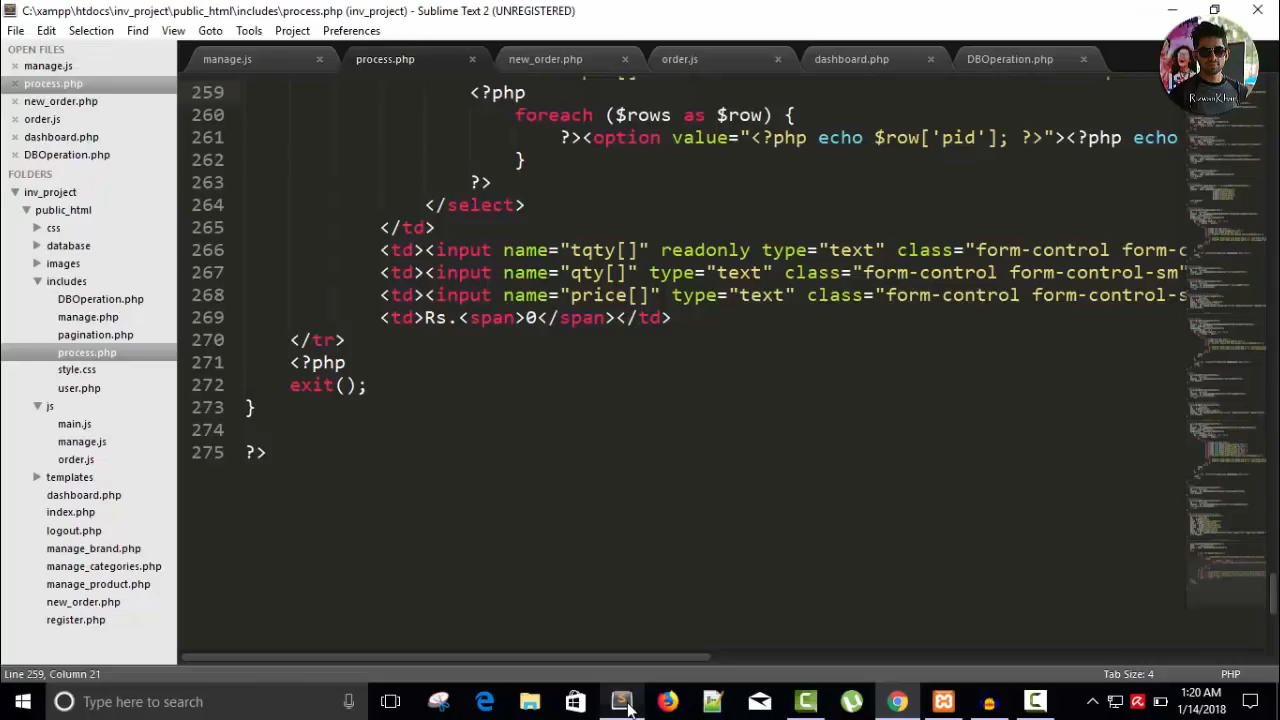 C:\xampp\htdocs\inv_project\public_html\includes\process.php (inv_project) - Sublime Text 2 (UNREGISTERED)
File Edit Selection Find View Goto Tools Project Preferences
OPEN FILES
manage.js
process.php
new_order.php
order.js
dashboard.php
DBOperation.php
FOLDERS
inv_project
public_html
css
database
images
includes
DBOperation.php
manage.php
pagination.php
process.php
style.css
user.php
js
main.js
manage.js
order.js
templates
dashboard.php
index.php
logout.php
manage_brand.php
manage_categories.php
manage_product.php
new_order.php
register.php
manage.js process.php new_order.php order.js dashboard.php DBOperation.php
Rizwan Khan
259 <?php
260 foreach ($rows as $row) {
261 ?><option value="<?php echo $row['pid']; ?>"><?php echo
262 }
263 ?>
264 </select>
265 </td>
266 <td><input name="tqty[]" readonly type="text" class="form-control form-c
267 <td><input name="qty[]" type="text" class="form-control form-control-sm"
268 <td><input name="price[]" type="text" class="form-control form-control-s
269 <td>Rs.<span>0</span></td>
270 </tr>
271 <?php
272 exit();
273 }
274
275 ?>
Line 259, Column 21 Tab Size: 4 PHP
Type here to search
1:20 AM
1/14/2018